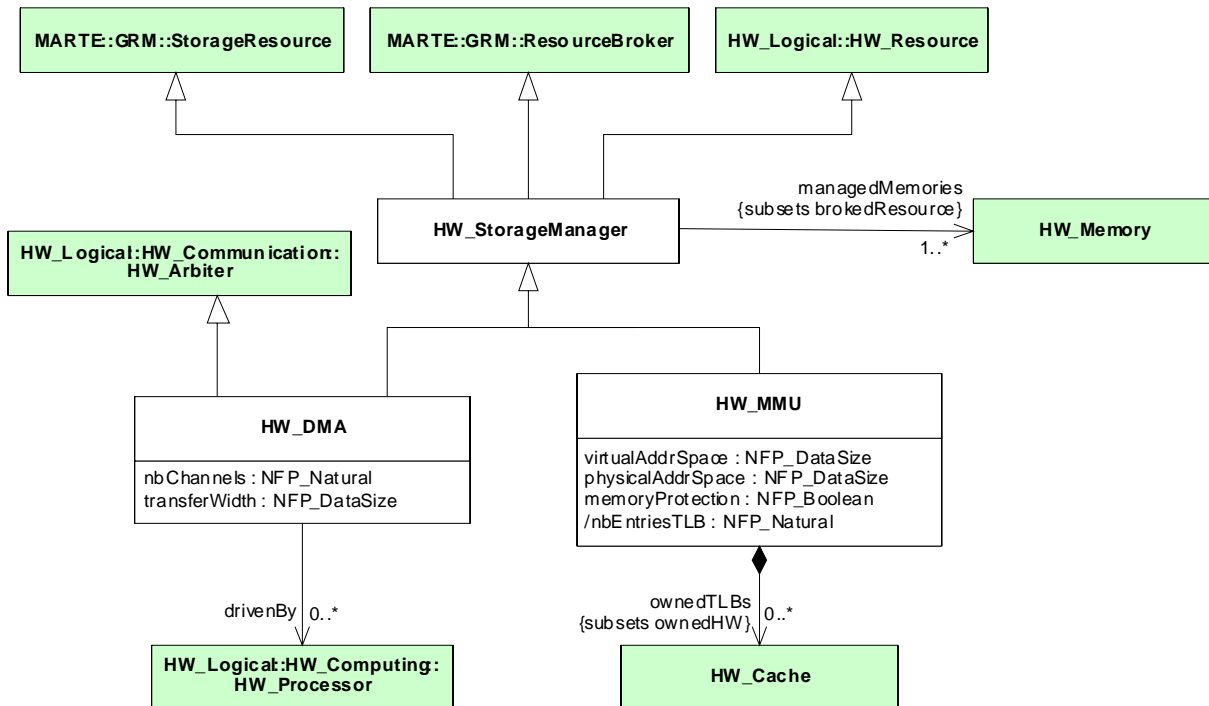 MARTE::GRM::StorageResource
MARTE::GRM::ResourceBroker
HW_Logical::HW_Resource
managedMemories
{subsets brokedResource}
1..*
HW_StorageManager
HW_Memory
HW_Logical::HW_Communication::
HW_Arbiter
HW_DMA
nbChannels : NFP_Natural
transferWidth : NFP_DataSize
HW_MMU
virtualAddrSpace : NFP_DataSize
physicalAddrSpace : NFP_DataSize
memoryProtection : NFP_Boolean
/nbEntriesTLB : NFP_Natural
drivenBy 0..*
ownedTLBs
{subsets ownedHW}
0..*
HW_Logical::HW_Computing::
HW_Processor
HW_Cache